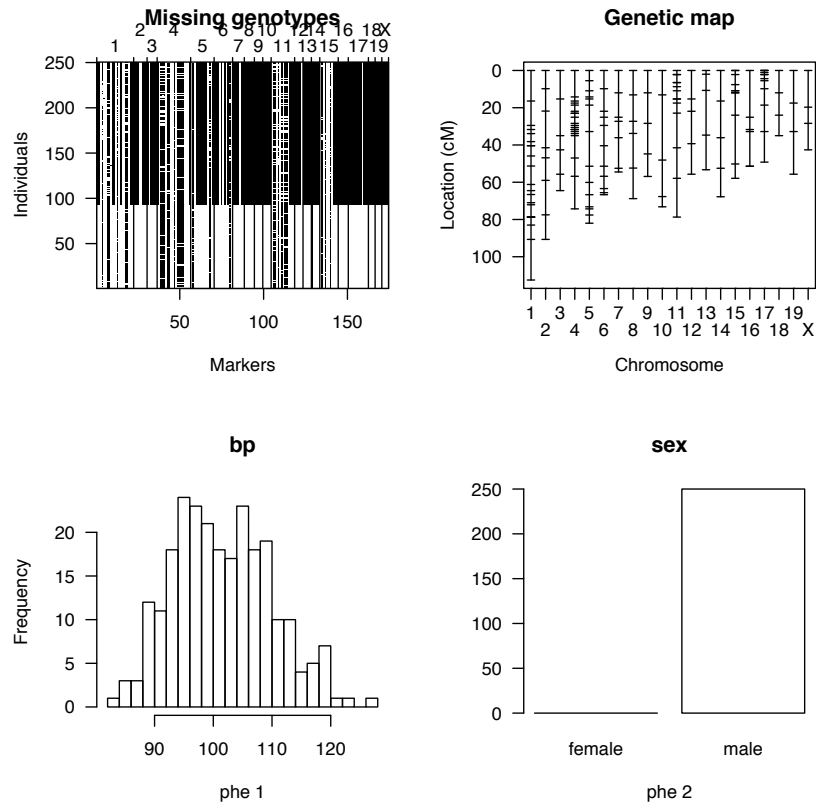 Missing genotypes
2 4 6 8 10 12 14 16 18 X
1 3 5 7 9 11 13 15 17 19
250
200
150
100
50
Individuals
50 100 150
Markers
Genetic map
0
20
40
60
80
100
Location (cM)
1 3 5 7 9 11 13 15 17 19
2 4 6 8 10 12 14 16 18 X
Chromosome
bp
20
15
10
5
0
Frequency
90 100 110 120
phe 1
sex
250
200
150
100
50
0
female male
phe 2